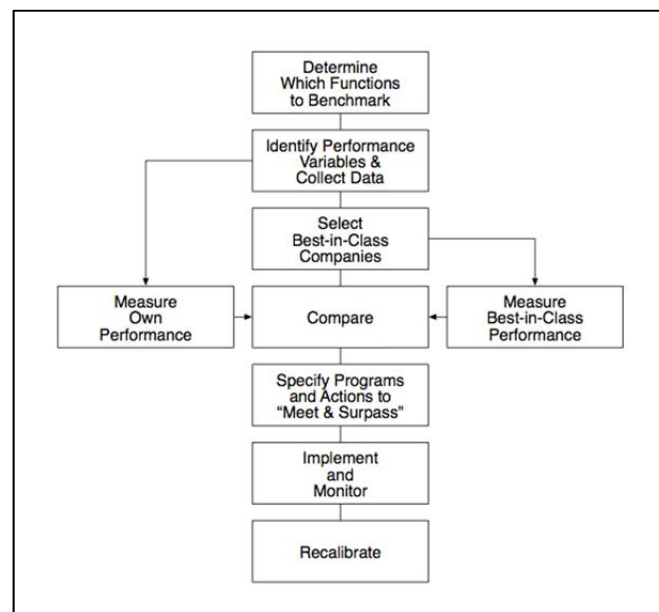 Determine
Which Functions
to Benchmark
Identify Performance
Variables &
Collect Data
Select
Best-in-Class
Companies
Measure
Own
Performance
Compare
Measure
Best-in-Class
Performance
Specify Programs
and Actions to
“Meet & Surpass”
Implement
and
Monitor
Recalibrate